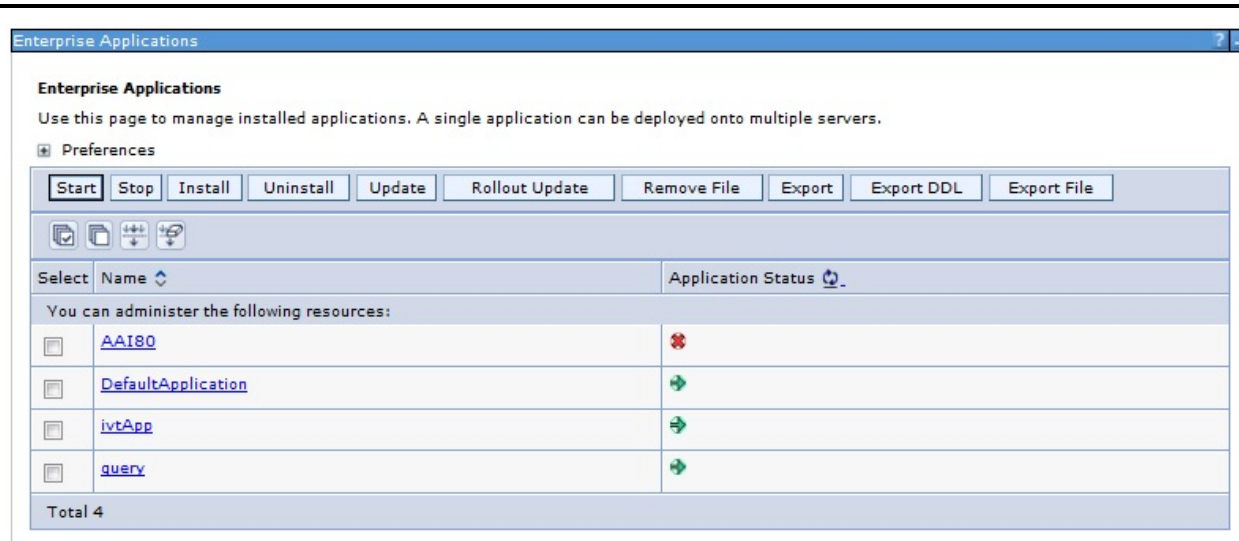 Enterprise Applications ? -
Enterprise Applications
Use this page to manage installed applications. A single application can be deployed onto multiple servers.
Preferences
Start Stop Install Uninstall Update Rollout Update Remove File Export Export DDL Export File
Select Name Application Status
You can administer the following resources:
AAI80
DefaultApplication
ivtApp
query
Total 4